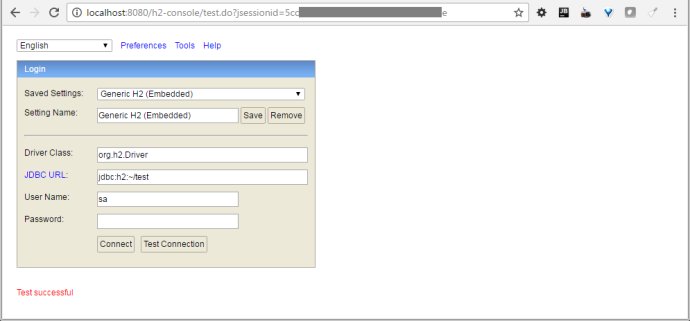 localhost:8080/h2-console/test.do?jsessionid=5cc e
English Preferences Tools Help
Login
Saved Settings: Generic H2 (Embedded)
Setting Name: Generic H2 (Embedded) Save Remove
Driver Class: org.h2.Driver
JDBC URL: jdbc:h2:~/test
User Name: sa
Password:
Connect Test Connection
Test successful